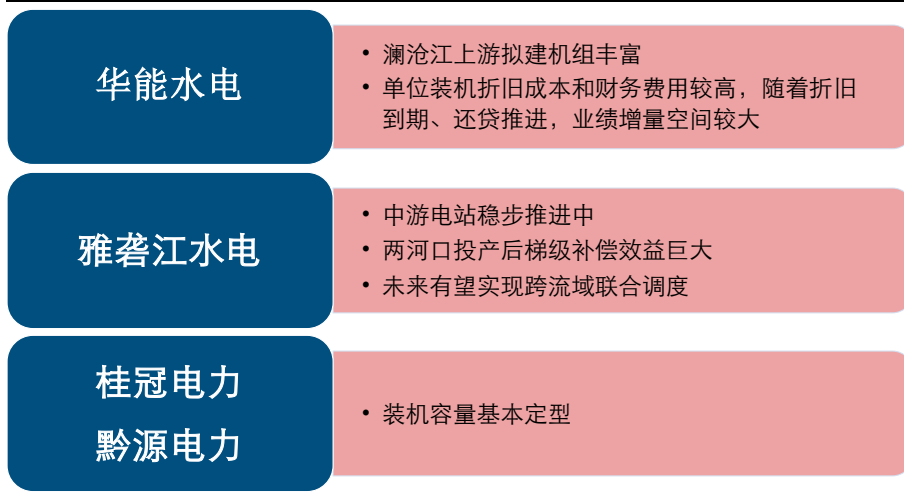 华能水电
• 澜沧江上游拟建机组丰富
• 单位装机折旧成本和财务费用较高，随着折旧
到期、还贷推进，业绩增量空间较大
雅砻江水电
• 中游电站稳步推进中
• 两河口投产后梯级补偿效益巨大
• 未来有望实现跨流域联合调度
桂冠电力
黔源电力
• 装机容量基本定型